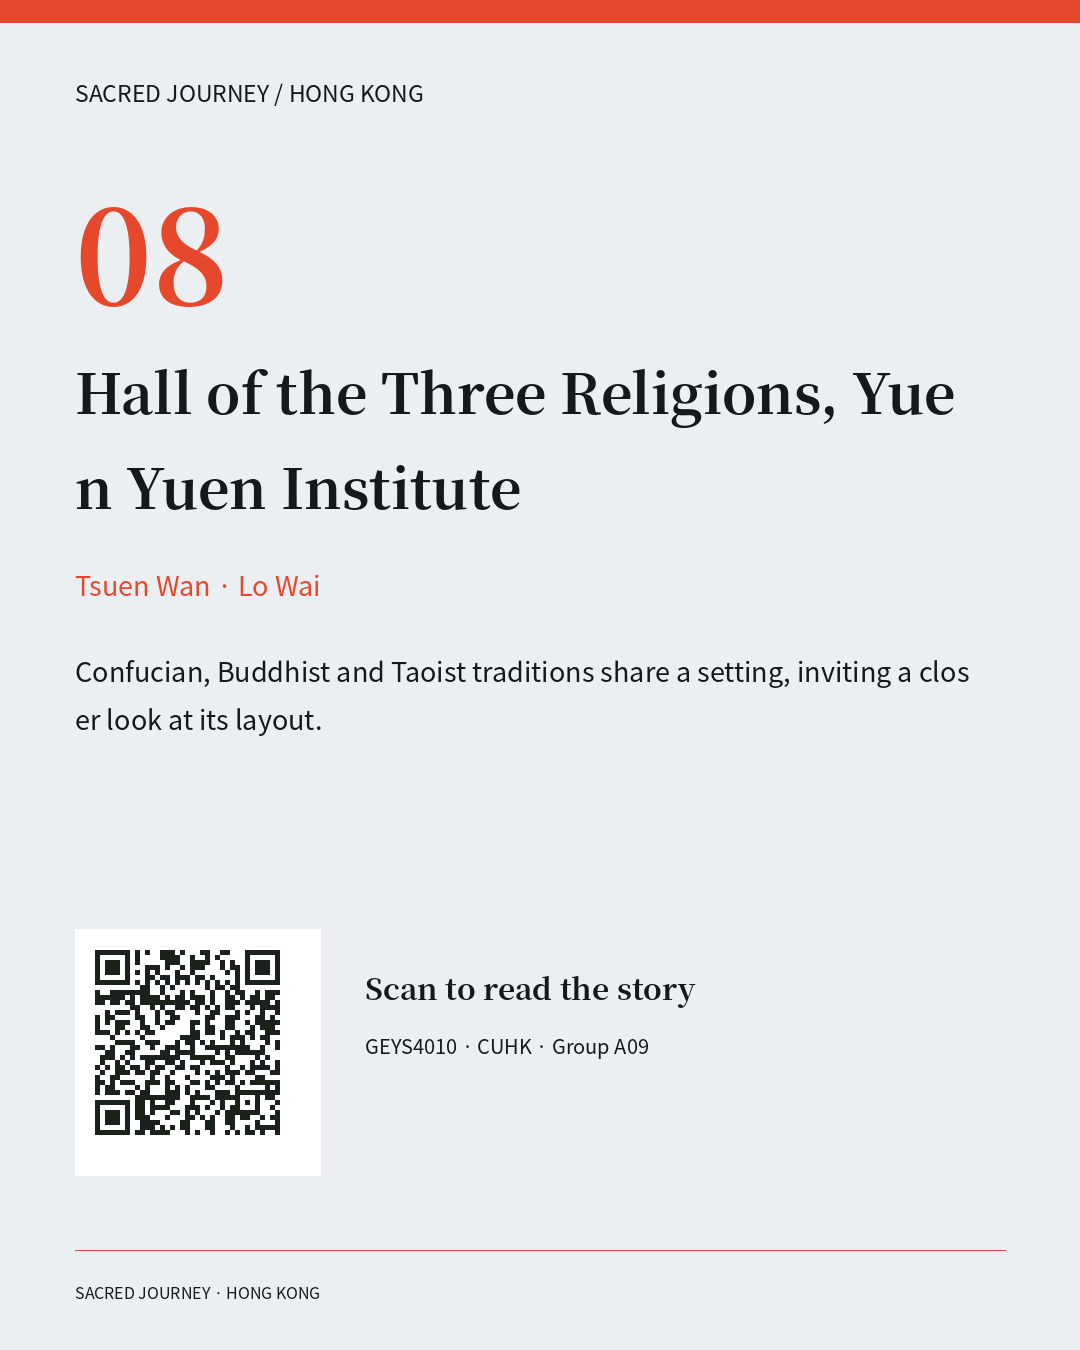 SACRED JOURNEY / HONG KONG
08
Hall of the Three Religions, Yue
n Yuen Institute
Tsuen Wan · Lo Wai
Confucian, Buddhist and Taoist traditions share a setting, inviting a clos
er look at its layout.
Scan to read the story
GEYS4010 · CUHK · Group A09
SACRED JOURNEY · HONG KONG